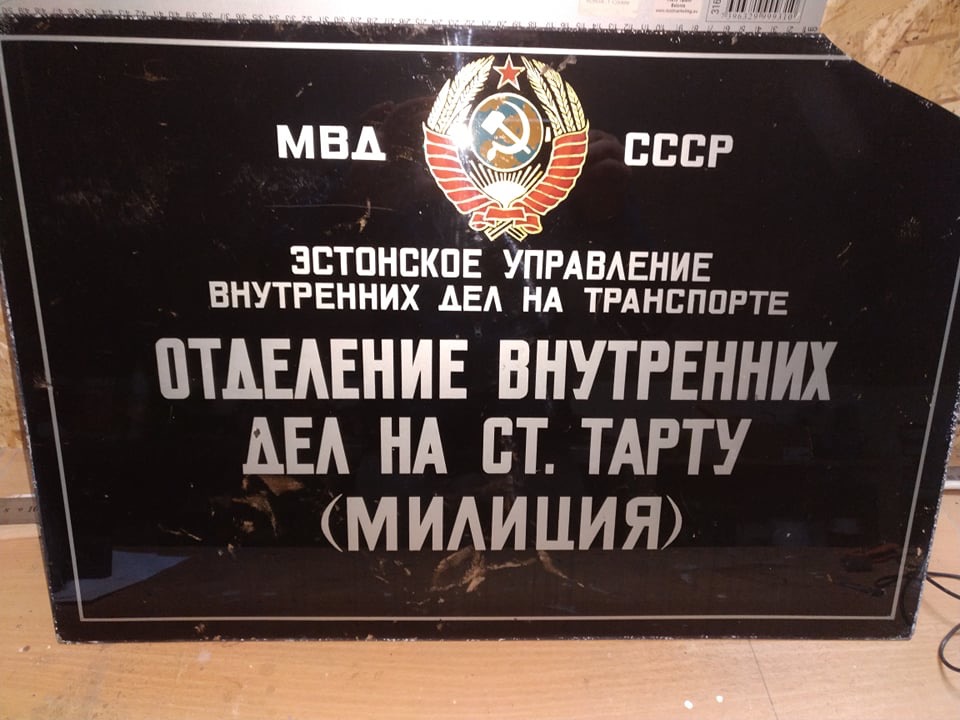 МВД СССР
ЭСТОНСКОЕ УПРАВЛЕНИЕ
ВНУТРЕННИХ ДЕЛ НА ТРАНСПОРТЕ
ОТДЕЛЕНИЕ ВНУТРЕННИХ
ДЕЛ НА СТ. ТАРТУ
(МИЛИЦИЯ)